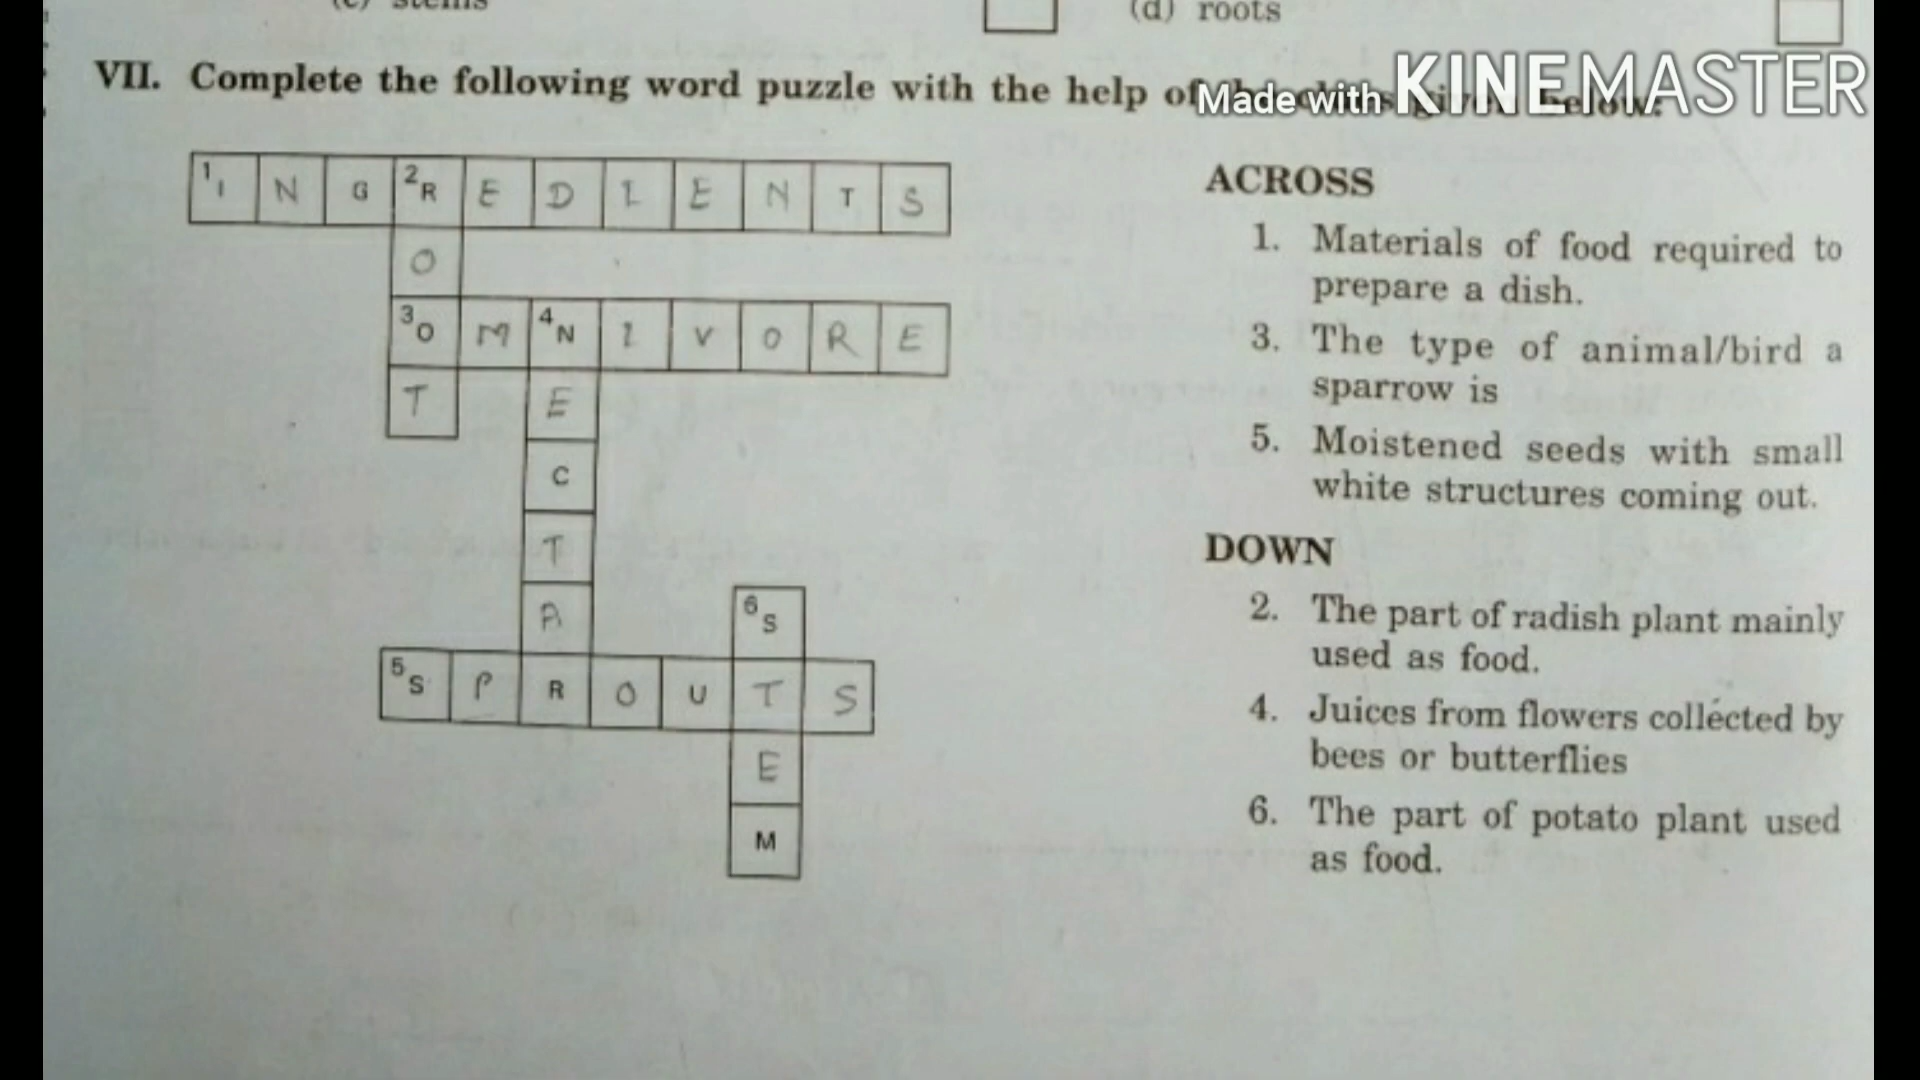 (c) stems (d) roots
VII. Complete the following word puzzle with the help of given below.
Made with KINEMASTER
1 I N G 2 R E D I E N T S
O
3 O M 4 N I V O R E
T E
C
T
A 6 S
5 S P R O U T S
E
M
ACROSS
1. Materials of food required to
prepare a dish.
3. The type of animal/bird a
sparrow is
5. Moistened seeds with small
white structures coming out.
DOWN
2. The part of radish plant mainly
used as food.
4. Juices from flowers collected by
bees or butterflies
6. The part of potato plant used
as food.